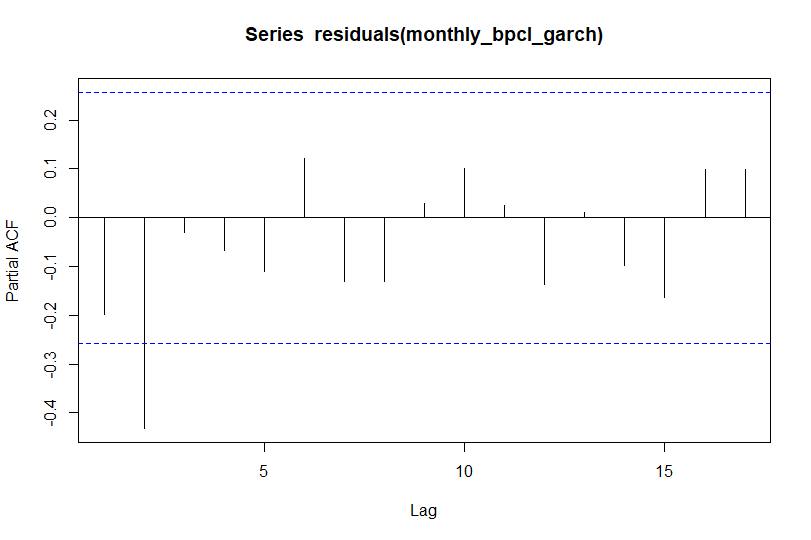 Series residuals(monthly_bpcl_garch)
Partial ACF
0.2
0.1
0.0
-0.1
-0.2
-0.3
-0.4
5 10 15
Lag